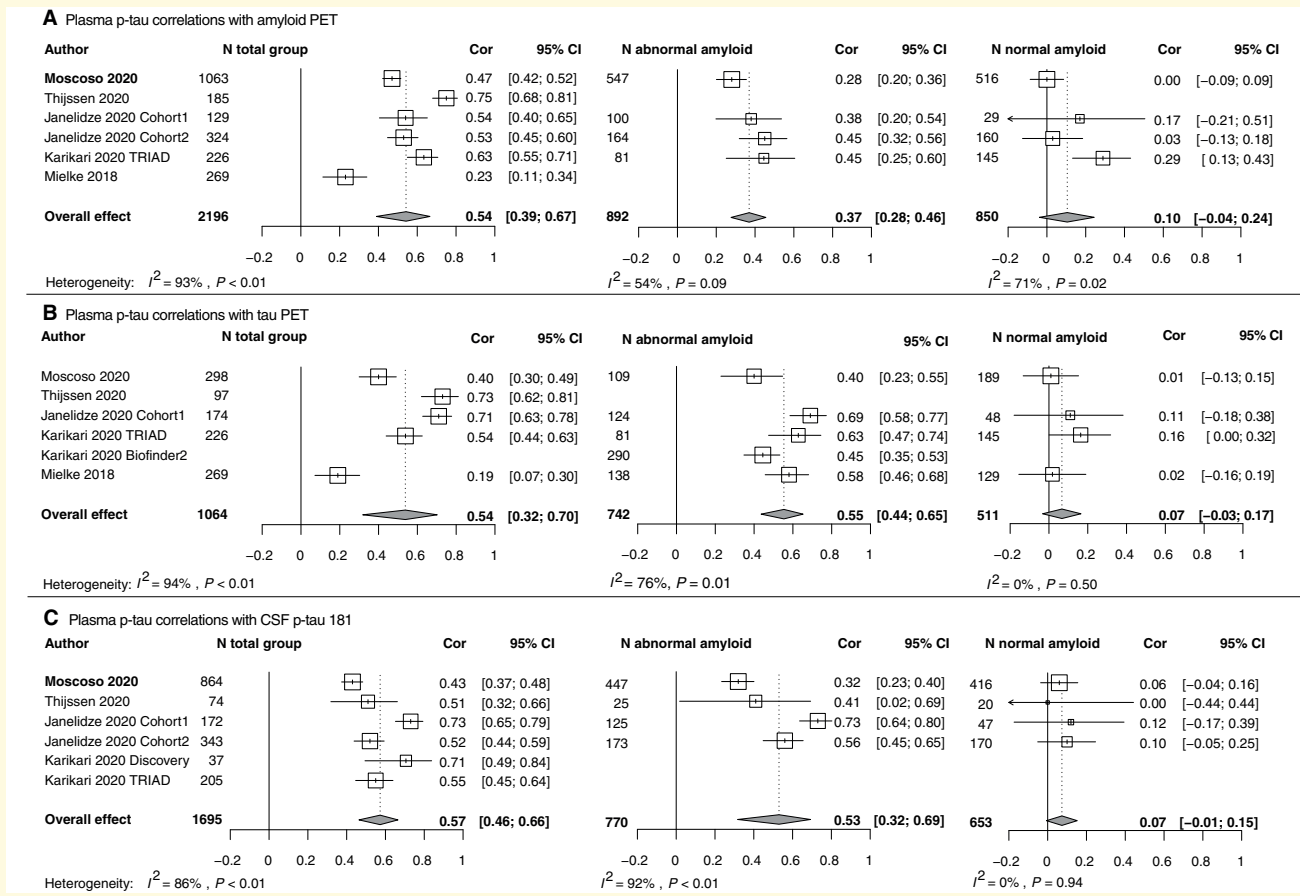 A Plasma p-tau correlations with amyloid PET
Author N total group Cor 95% CI N abnormal amyloid Cor 95% CI N normal amyloid Cor 95% CI
Moscoso 2020 1063 0.47 [0.42; 0.52] 547 0.28 [0.20; 0.36] 516 0.00 [−0.09; 0.09]
Thijssen 2020 185 0.75 [0.68; 0.81]
Janelidze 2020 Cohort1 129 0.54 [0.40; 0.65] 100 0.38 [0.20; 0.54] 29 0.17 [−0.21; 0.51]
Janelidze 2020 Cohort2 324 0.53 [0.45; 0.60] 164 0.45 [0.32; 0.56] 160 0.03 [−0.13; 0.18]
Karikari 2020 TRIAD 226 0.63 [0.55; 0.71] 81 0.45 [0.25; 0.60] 145 0.29 [ 0.13; 0.43]
Mielke 2018 269 0.23 [0.11; 0.34]
Overall effect 2196 0.54 [0.39; 0.67] 892 0.37 [0.28; 0.46] 850 0.10 [−0.04; 0.24]
−0.2 0 0.2 0.4 0.6 0.8 1 −0.2 0 0.2 0.4 0.6 0.8 1 −0.2 0 0.2 0.4 0.6 0.8 1
Heterogeneity: I² = 93% , P < 0.01 I² = 54% , P = 0.09 I² = 71% , P = 0.02
B Plasma p-tau correlations with tau PET
Author N total group Cor 95% CI N abnormal amyloid 95% CI N normal amyloid Cor 95% CI
Moscoso 2020 298 0.40 [0.30; 0.49] 109 0.40 [0.23; 0.55] 189 0.01 [−0.13; 0.15]
Thijssen 2020 97 0.73 [0.62; 0.81]
Janelidze 2020 Cohort1 174 0.71 [0.63; 0.78] 124 0.69 [0.58; 0.77] 48 0.11 [−0.18; 0.38]
Karikari 2020 TRIAD 226 0.54 [0.44; 0.63] 81 0.63 [0.47; 0.74] 145 0.16 [ 0.00; 0.32]
Karikari 2020 Biofinder2 290 0.45 [0.35; 0.53]
Mielke 2018 269 0.19 [0.07; 0.30] 138 0.58 [0.46; 0.68] 129 0.02 [−0.16; 0.19]
Overall effect 1064 0.54 [0.32; 0.70] 742 0.55 [0.44; 0.65] 511 0.07 [−0.03; 0.17]
−0.2 0 0.2 0.4 0.6 0.8 1 −0.2 0 0.2 0.4 0.6 0.8 1 −0.2 0 0.2 0.4 0.6 0.8 1
Heterogeneity: I² = 94% , P < 0.01 I² = 76%, P = 0.01 I² = 0% , P = 0.50
C Plasma p-tau correlations with CSF p-tau 181
Author N total group Cor 95% CI N abnormal amyloid Cor 95% CI N normal amyloid Cor 95% CI
Moscoso 2020 864 0.43 [0.37; 0.48] 447 0.32 [0.23; 0.40] 416 0.06 [−0.04; 0.16]
Thijssen 2020 74 0.51 [0.32; 0.66] 25 0.41 [0.02; 0.69] 20 0.00 [−0.44; 0.44]
Janelidze 2020 Cohort1 172 0.73 [0.65; 0.79] 125 0.73 [0.64; 0.80] 47 0.12 [−0.17; 0.39]
Janelidze 2020 Cohort2 343 0.52 [0.44; 0.59] 173 0.56 [0.45; 0.65] 170 0.10 [−0.05; 0.25]
Karikari 2020 Discovery 37 0.71 [0.49; 0.84]
Karikari 2020 TRIAD 205 0.55 [0.45; 0.64]
Overall effect 1695 0.57 [0.46; 0.66] 770 0.53 [0.32; 0.69] 653 0.07 [−0.01; 0.15]
−0.2 0 0.2 0.4 0.6 0.8 1 −0.2 0 0.2 0.4 0.6 0.8 1 −0.2 0 0.2 0.4 0.6 0.8 1
Heterogeneity: I² = 86% , P < 0.01 I² = 92% , P < 0.01 I² = 0% , P = 0.94